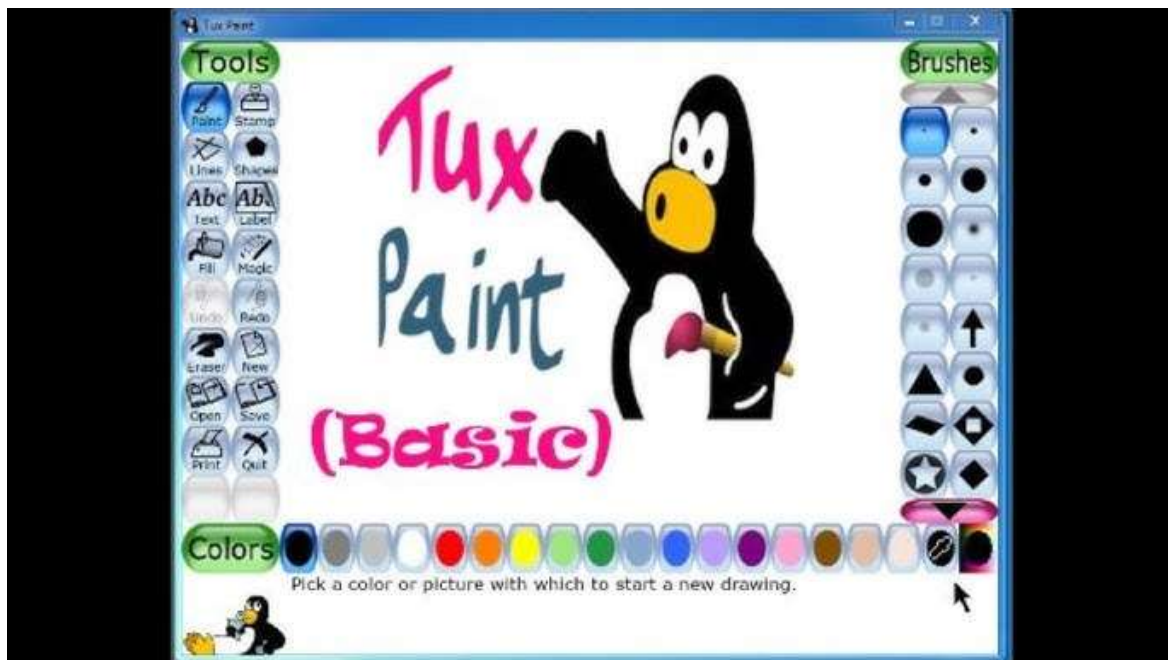 Tux Paint
Tools
Brushes
Paint Stamp
Lines Shapes
Abc Abc
Text Label
Fill Magic
Undo Redo
Eraser New
Open Save
Print Quit
Tux
Paint
(Basic)
Colors
Pick a color or picture with which to start a new drawing.